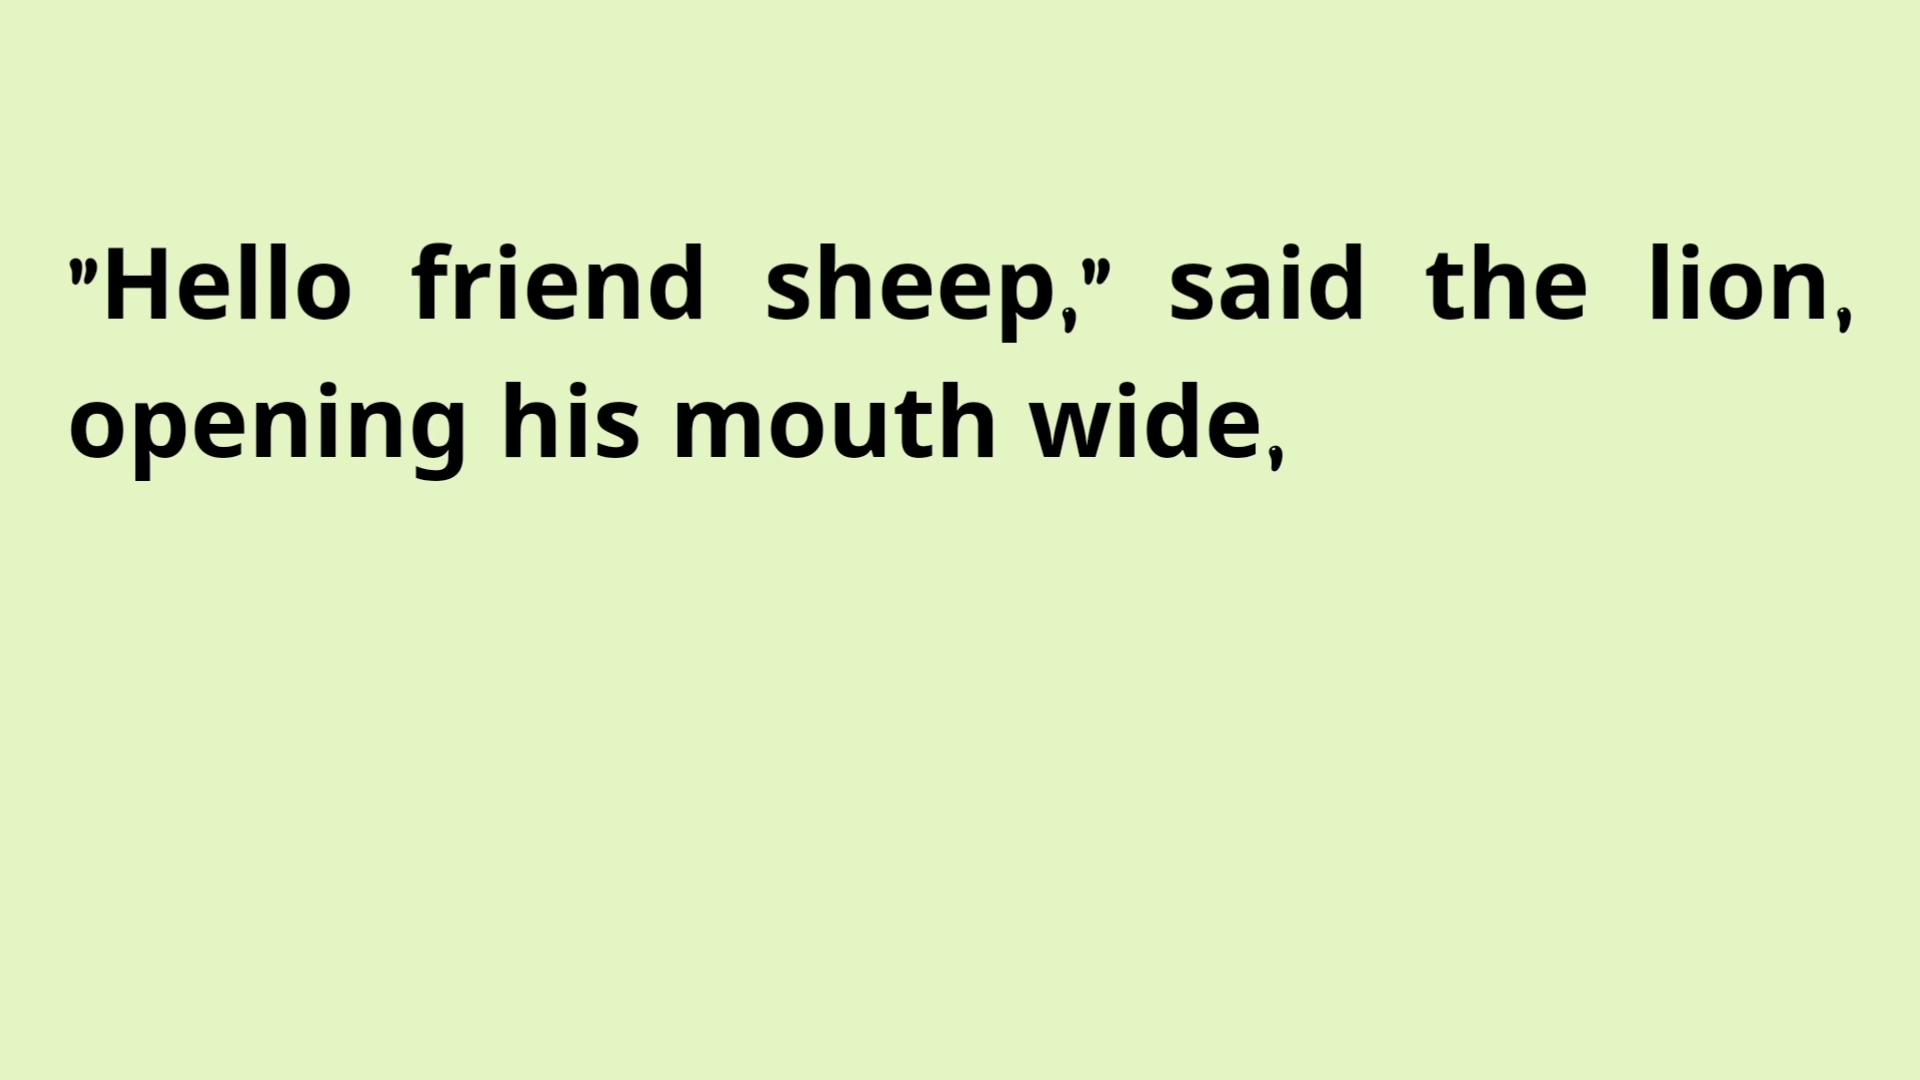 ”Hello friend sheep,” said the lion,
opening his mouth wide,